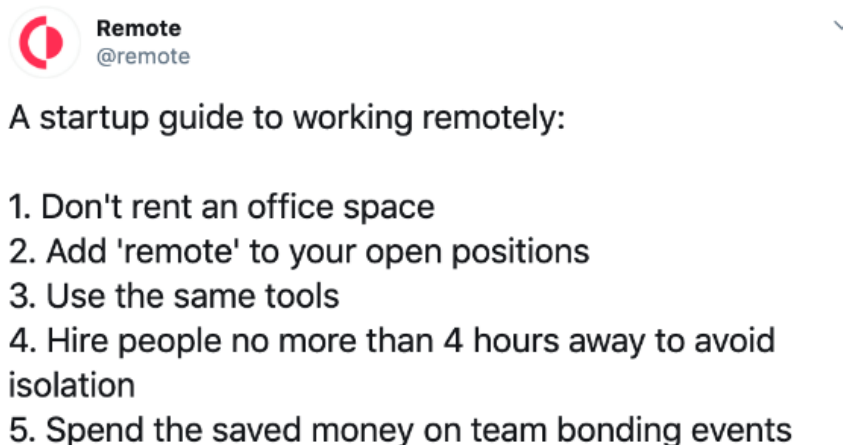 Remote
@remote
A startup guide to working remotely:
1. Don't rent an office space
2. Add 'remote' to your open positions
3. Use the same tools
4. Hire people no more than 4 hours away to avoid
isolation
5. Spend the saved money on team bonding events